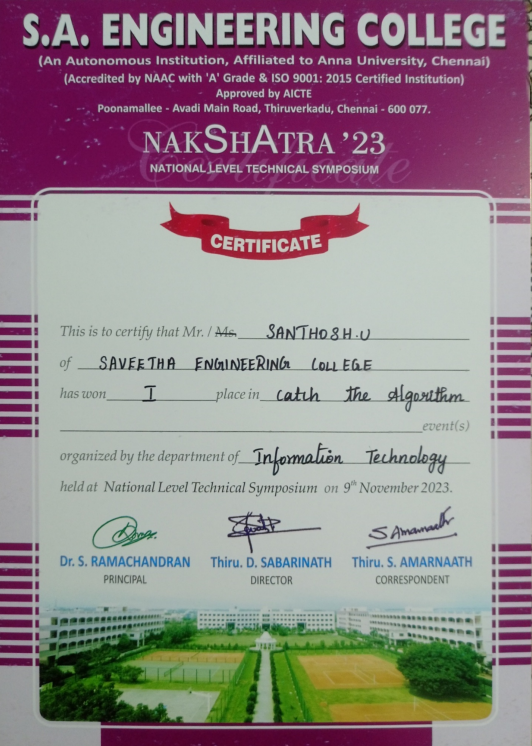 S.A. ENGINEERING COLLEGE
(An Autonomous Institution, Affiliated to Anna University, Chennai)
(Accredited by NAAC with 'A' Grade & ISO 9001: 2015 Certified Institution)
Approved by AICTE
Poonamallee - Avadi Main Road, Thiruverkadu, Chennai - 600 077.
NAKSHATRA '23
Certificate
NATIONAL LEVEL TECHNICAL SYMPOSIUM
CERTIFICATE
This is to certify that Mr. / Ms. SANTHOSH.U
of SAVEETHA ENGINEERING COLLEGE
has won I place in catch the Algorithm
event(s)
organized by the department of Information Technology
held at National Level Technical Symposium on 9th November 2023.
S Amarnaath
Dr. S. RAMACHANDRAN Thiru. D. SABARINATH Thiru. S. AMARNAATH
PRINCIPAL DIRECTOR CORRESPONDENT